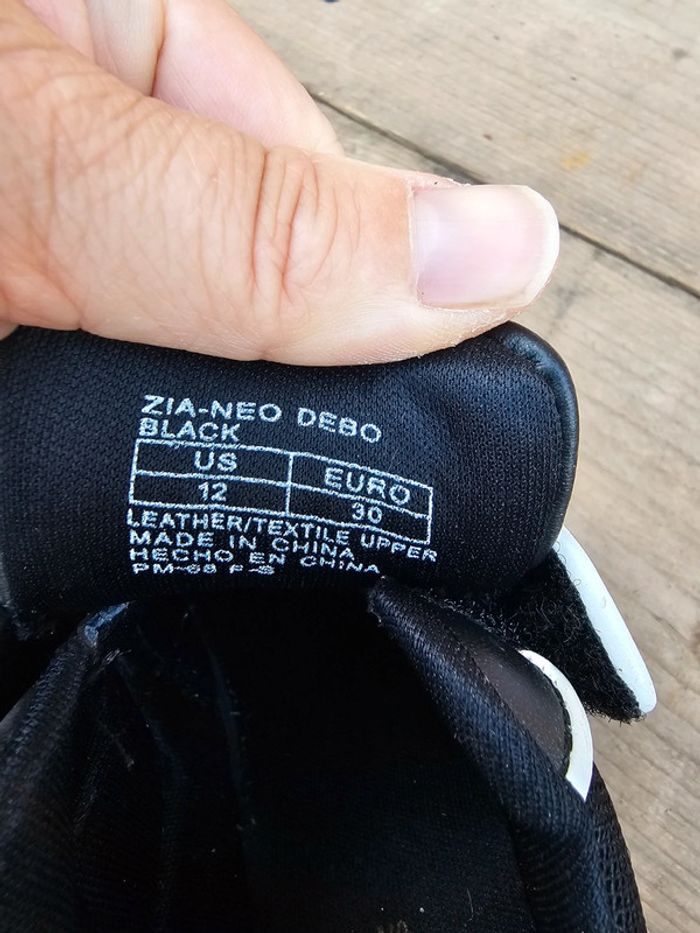 ZIA-NEO DEBO
BLACK
US EURO
12 30
LEATHER/TEXTILE UPPER
MADE IN CHINA
HECHO EN CHINA